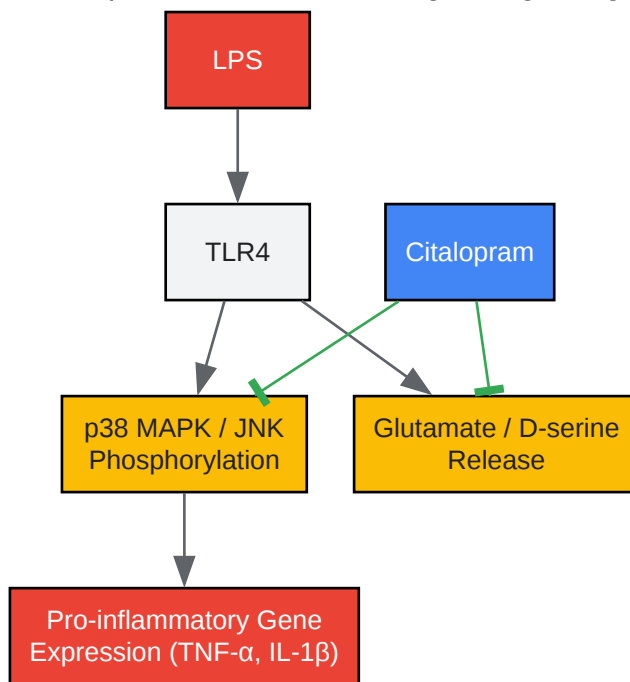 LPS
TLR4
Citalopram
p38 MAPK / JNK
Phosphorylation
Glutamate / D-serine
Release
Pro-inflammatory Gene
Expression (TNF-α, IL-1β)